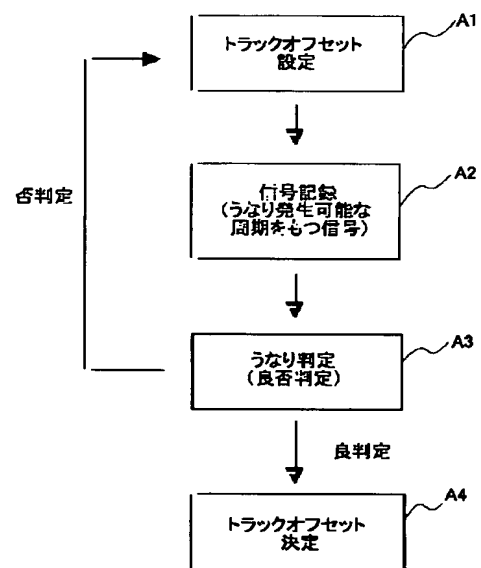 A1
トラックオフセット
設定
A2
信号記録
(うなり発生可能な
周期をもつ信号)
否判定
A3
うなり判定
(良否判定)
良判定
A4
トラックオフセット
決定